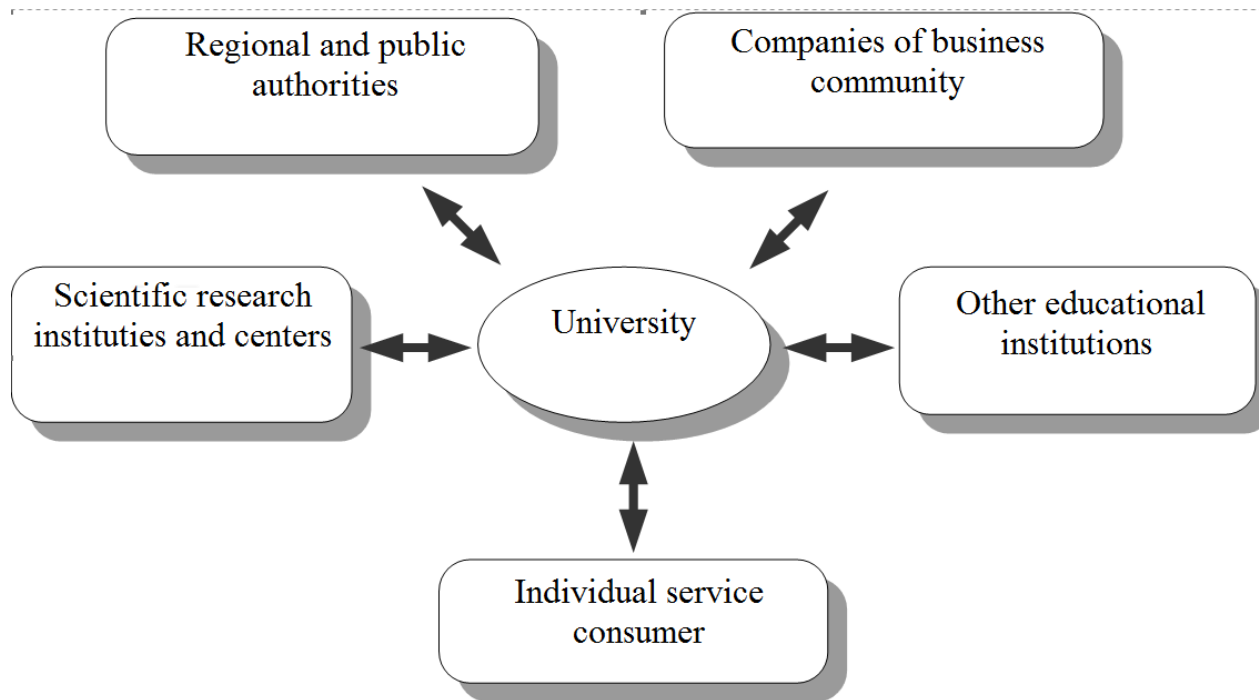 Regional and public
authorities
Companies of business
community
Scientific research
instituties and centers
University
Other educational
institutions
Individual service
consumer